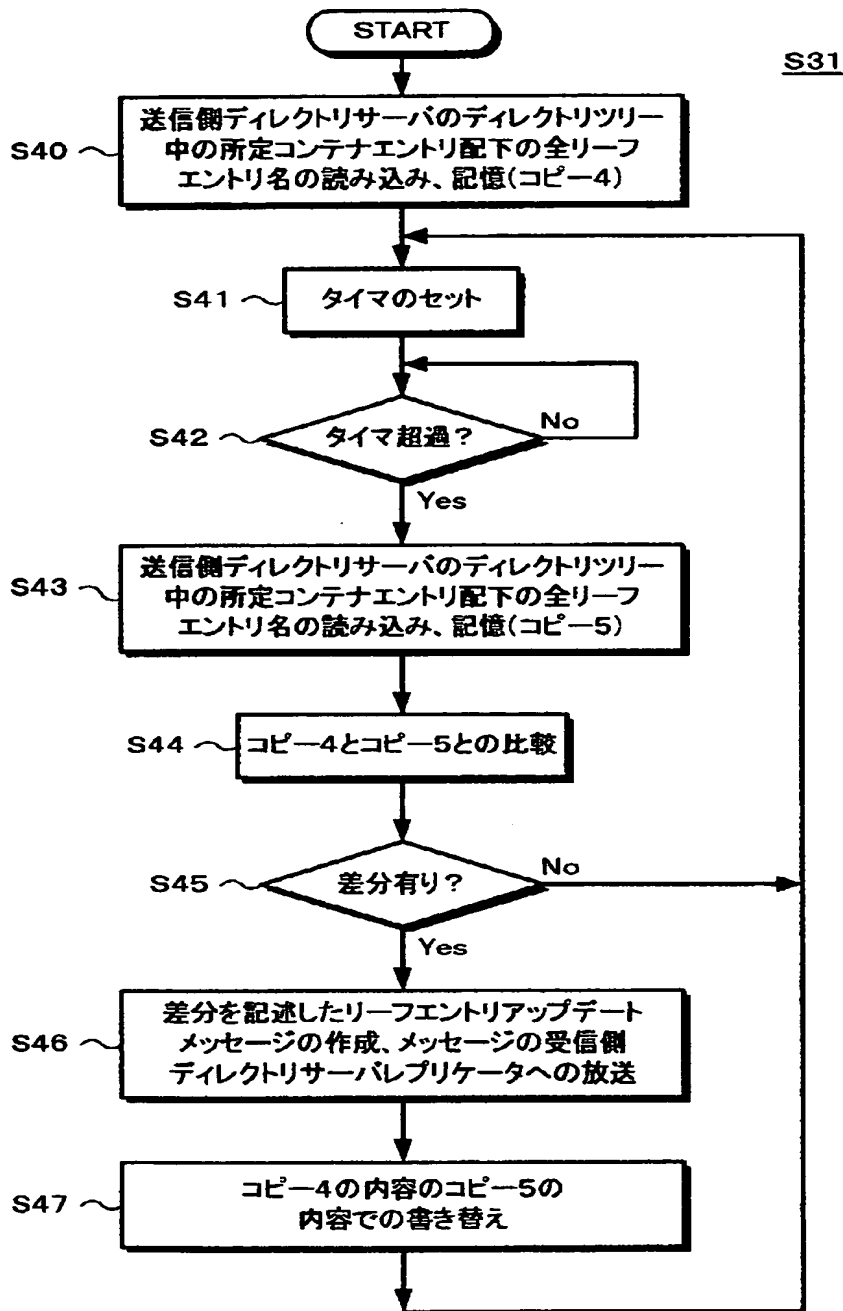 START
S31
S40
送信側ディレクトリサーバのディレクトリツリー
中の所定コンテナエントリ配下の全リーフ
エントリ名の読み込み、記憶(コピー4)
S41
タイマのセット
S42
タイマ超過?
No
Yes
S43
送信側ディレクトリサーバのディレクトリツリー
中の所定コンテナエントリ配下の全リーフ
エントリ名の読み込み、記憶(コピー5)
S44
コピー4とコピー5との比較
S45
差分有り?
No
Yes
S46
差分を記述したリーフエントリアップデート
メッセージの作成、メッセージの受信側
ディレクトリサーバレプリケータへの放送
S47
コピー4の内容のコピー5の
内容での書き替え